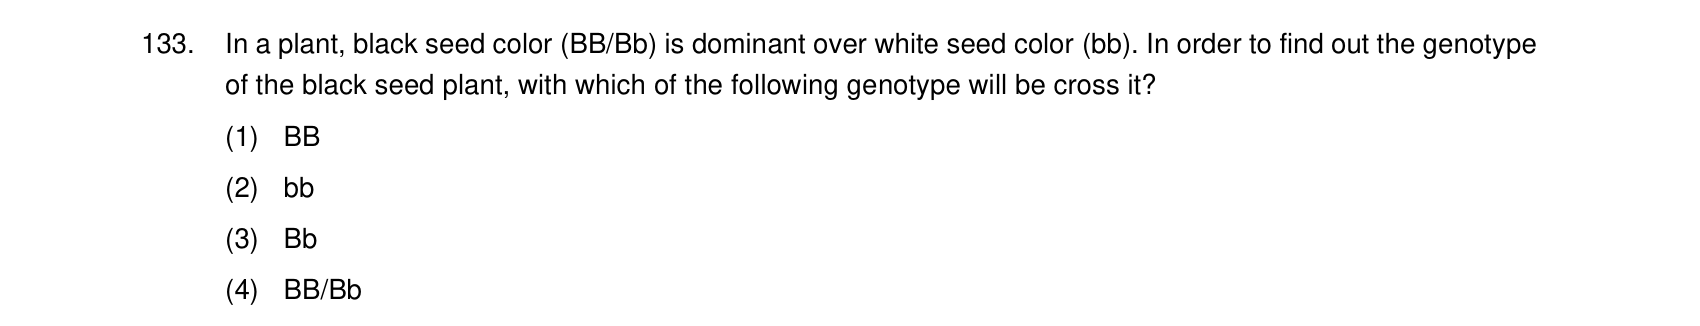 133. In a plant, black seed color (BB/Bb) is dominant over white seed color (bb). In order to find out the genotype
of the black seed plant, with which of the following genotype will be cross it?
(1) BB
(2) bb
(3) Bb
(4) BB/Bb